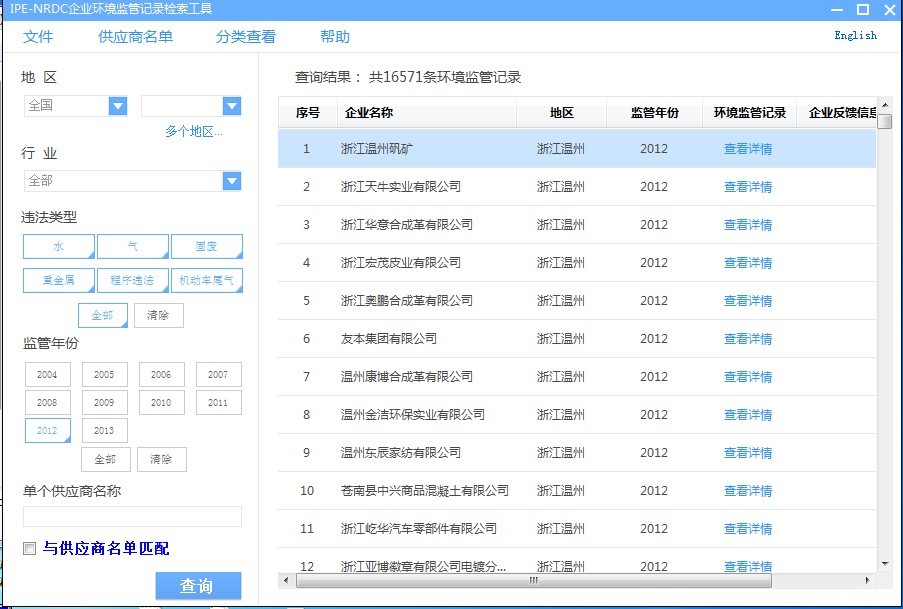 IPE-NRDC企业环境监管记录检索工具
文件 供应商名单 分类查看 帮助 English
地 区
全国
多个地区...
行 业
全部
违法类型
水 气 固废
重金属 程序违法 机动车尾气
全部 清除
监管年份
2004 2005 2006 2007
2008 2009 2010 2011
2012 2013
全部 清除
单个供应商名称
与供应商名单匹配
查询
查询结果： 共16571条环境监管记录
序号 企业名称 地区 监管年份 环境监管记录 企业反馈信息
1 浙江温州矾矿 浙江温州 2012 查看详情
2 浙江天牛实业有限公司 浙江温州 2012 查看详情
3 浙江华意合成革有限公司 浙江温州 2012 查看详情
4 浙江宏茂皮业有限公司 浙江温州 2012 查看详情
5 浙江奥鹏合成革有限公司 浙江温州 2012 查看详情
6 友本集团有限公司 浙江温州 2012 查看详情
7 温州康博合成革有限公司 浙江温州 2012 查看详情
8 温州金洁环保实业有限公司 浙江温州 2012 查看详情
9 温州东辰家纺有限公司 浙江温州 2012 查看详情
10 苍南县中兴商品混凝土有限公司 浙江温州 2012 查看详情
11 浙江屹华汽车零部件有限公司 浙江温州 2012 查看详情
12 浙江亚博徽章有限公司电镀分... 浙江温州 2012 查看详情